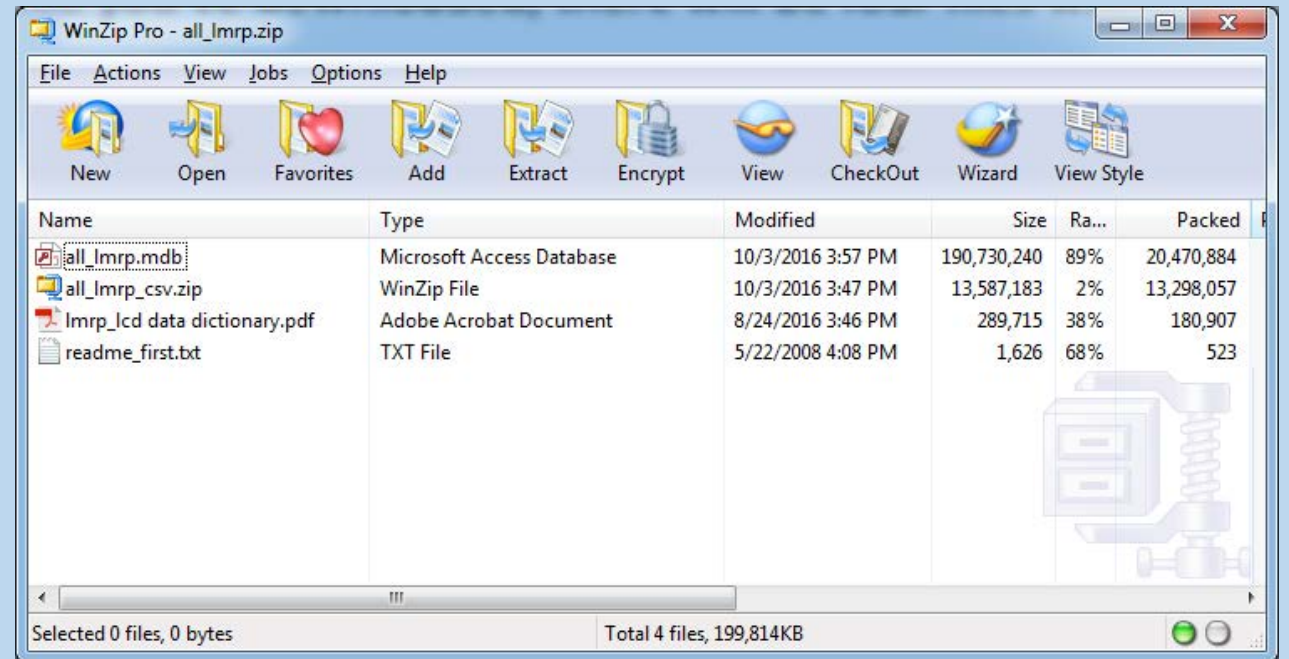 WinZip Pro - all_lmrp.zip
File Actions View Jobs Options Help
New Open Favorites Add Extract Encrypt View CheckOut Wizard View Style
Name Type Modified Size Ra... Packed
all_lmrp.mdb Microsoft Access Database 10/3/2016 3:57 PM 190,730,240 89% 20,470,884
all_lmrp_csv.zip WinZip File 10/3/2016 3:47 PM 13,587,183 2% 13,298,057
lmrp_lcd data dictionary.pdf Adobe Acrobat Document 8/24/2016 3:46 PM 289,715 38% 180,907
readme_first.txt TXT File 5/22/2008 4:08 PM 1,626 68% 523
Selected 0 files, 0 bytes Total 4 files, 199,814KB